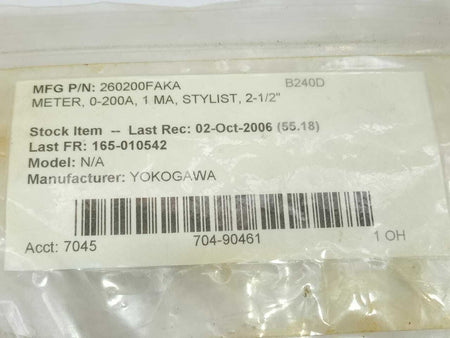 MFG P/N: 260200FAKA B240D
METER, 0-200A, 1 MA, STYLIST, 2-1/2"
Stock Item -- Last Rec: 02-Oct-2006 (55.18)
Last FR: 165-010542
Model: N/A
Manufacturer: YOKOGAWA
Acct: 7045 704-90461 1 OH